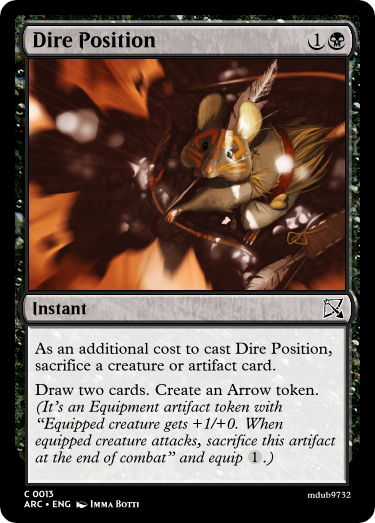 Dire Position 1
Instant
As an additional cost to cast Dire Position,
sacrifice a creature or artifact card.
Draw two cards. Create an Arrow token.
(It's an Equipment artifact token with
“Equipped creature gets +1/+0. When
equipped creature attacks, sacrifice this artifact
at the end of combat” and equip 1.)
C 0013
mdub9732
ARC • ENG Imma Botti